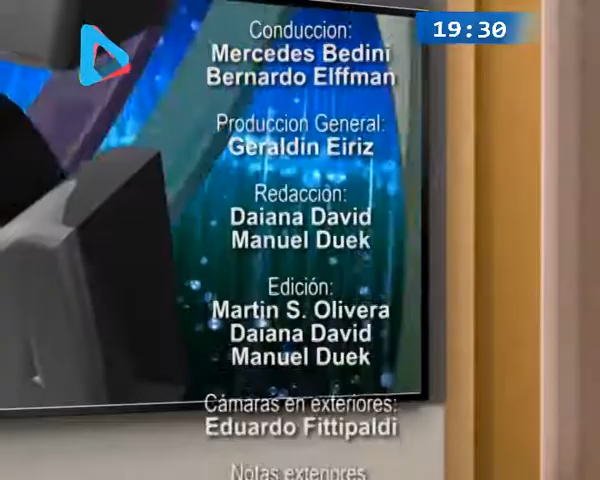 19:30
Conduccion:
Mercedes Bedini
Bernardo Elffman
Produccion General:
Geraldin Eiriz
Redacción:
Daiana David
Manuel Duek
Edición:
Martin S. Olivera
Daiana David
Manuel Duek
Cámaras en exteriores:
Eduardo Fittipaldi
Notas exteriores